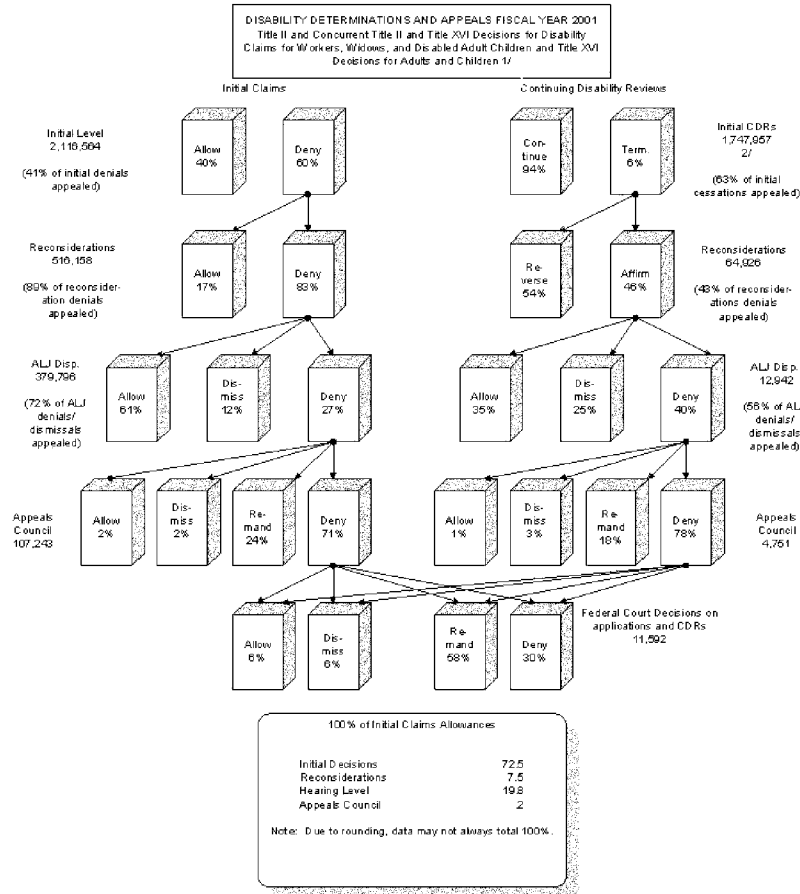 DISABILITY DETERMINATIONS AND APPEALS FISCAL YEAR 2001
Title II and Concurrent Title II and Title XVI Decisions for Disability
Claims for Workers, Widows, and Disabled Adult Children and Title XVI
Decisions for Adults and Children 1/
Initial Claims
Continuing Disability Reviews
Initial Level
2,116,564
(41% of initial denials
appealed)
Allow
40%
Deny
60%
Con-
tinue
94%
Term.
6%
Initial CDRs
1,747,957
2/
(63% of initial
cessations appealed)
Reconsiderations
516,158
(89% of reconsider-
ation denials
appealed)
Allow
17%
Deny
83%
Re-
verse
54%
Affirm
46%
Reconsiderations
64,926
(43% of reconsider-
ations denials
appealed)
ALJ Disp.
379,796
(72% of ALJ
denials/
dismissals
appealed)
Allow
61%
Dis-
miss
12%
Deny
27%
Allow
35%
Dis-
miss
25%
Deny
40%
ALJ Disp.
12,942
(56% of AL
denials/
dismissals
appealed)
Appeals
Council
107,243
Allow
2%
Dis-
miss
2%
Re-
mand
24%
Deny
71%
Allow
1%
Dis-
miss
3%
Re-
mand
18%
Deny
78%
Appeals
Council
4,751
Allow
6%
Dis-
miss
6%
Re-
mand
58%
Deny
30%
Federal Court Decisions on
applications and CDRs
11,592
100% of Initial Claims Allowances
Initial Decisions 72.5
Reconsiderations 7.5
Hearing Level 19.8
Appeals Council 2
Note: Due to rounding, data may not always total 100%.